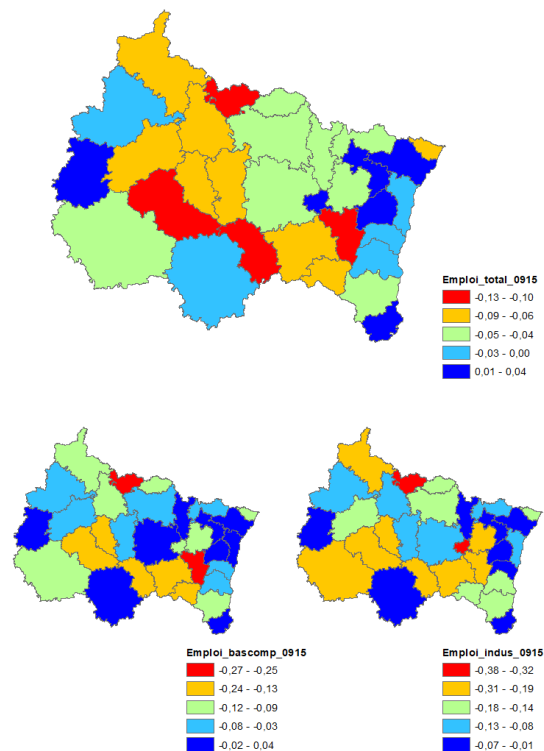 Emploi_total_0915
-0,13 - -0,10
-0,09 - -0,06
-0,05 - -0,04
-0,03 - 0,00
0,01 - 0,04
Emploi_bascomp_0915
-0,27 - -0,25
-0,24 - -0,13
-0,12 - -0,09
-0,08 - -0,03
-0,02 - 0,04
Emploi_indus_0915
-0,38 - -0,32
-0,31 - -0,19
-0,18 - -0,14
-0,13 - -0,08
-0,07 - -0,01